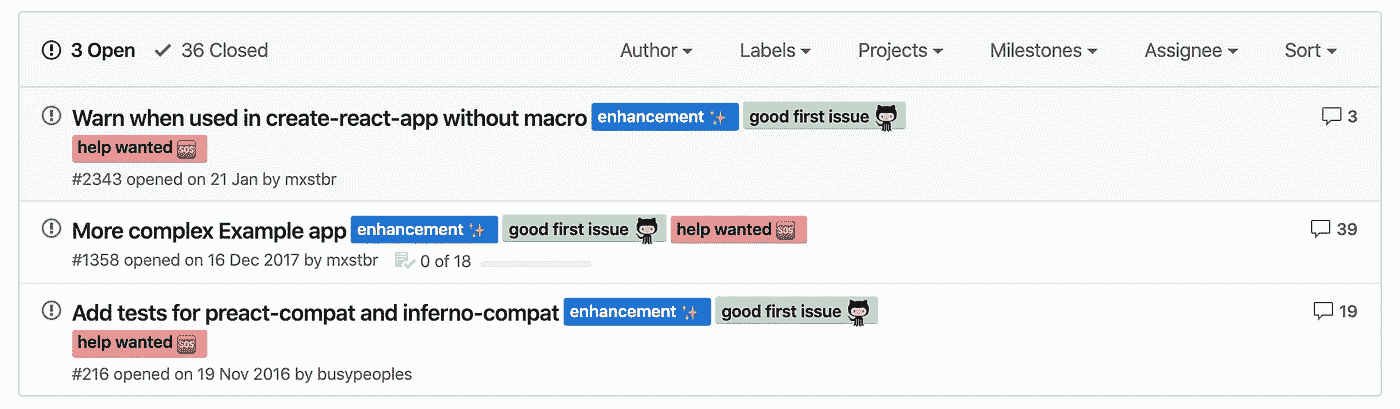 3 Open 36 Closed Author Labels Projects Milestones Assignee Sort
Warn when used in create-react-app without macro enhancement good first issue 3
help wanted SOS
#2343 opened on 21 Jan by mxstbr
More complex Example app enhancement good first issue help wanted SOS 39
#1358 opened on 16 Dec 2017 by mxstbr 0 of 18
Add tests for preact-compat and inferno-compat enhancement good first issue 19
help wanted SOS
#216 opened on 19 Nov 2016 by busypeoples